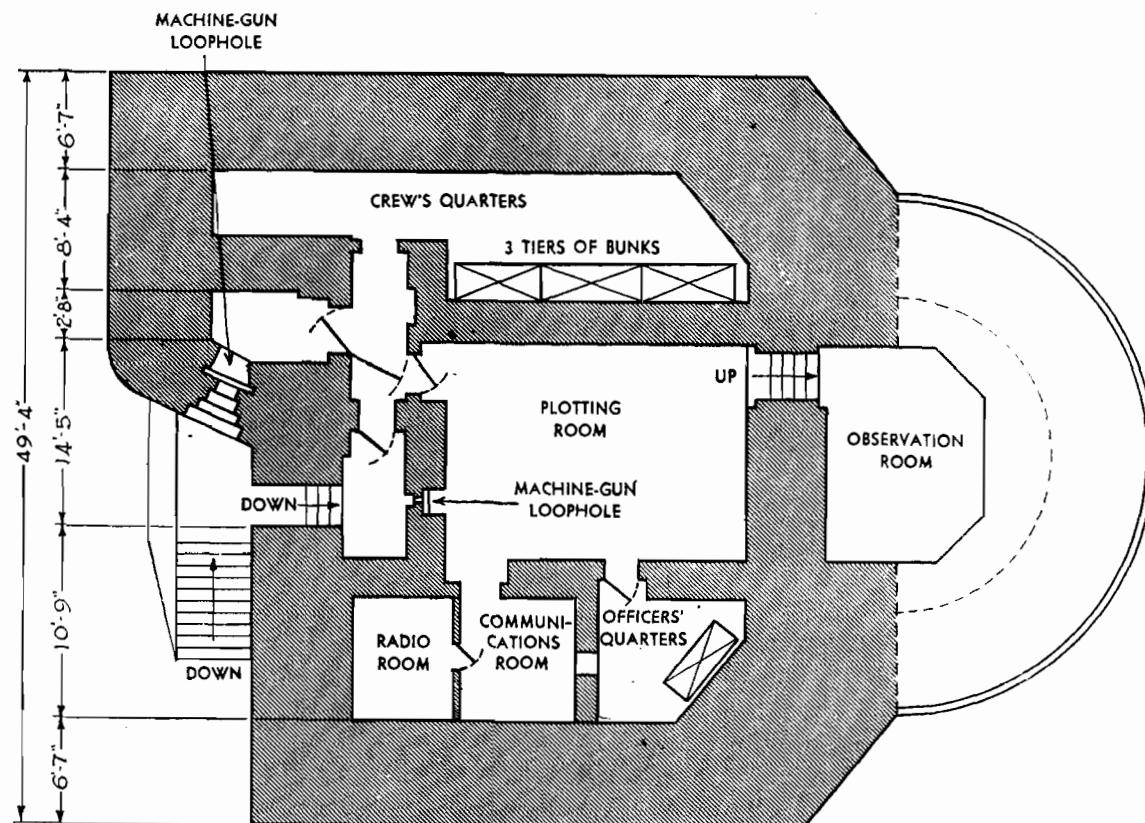 MACHINE-GUN
LOOPHOLE
49'-4"
6'-7"
8'-4"
2'8"
14'-5"
10'-9"
6'-7"
CREW'S QUARTERS
3 TIERS OF BUNKS
UP
PLOTTING
ROOM
OBSERVATION
ROOM
DOWN
MACHINE-GUN
LOOPHOLE
DOWN
RADIO
ROOM
COMMUNI-
CATIONS
ROOM
OFFICERS'
QUARTERS